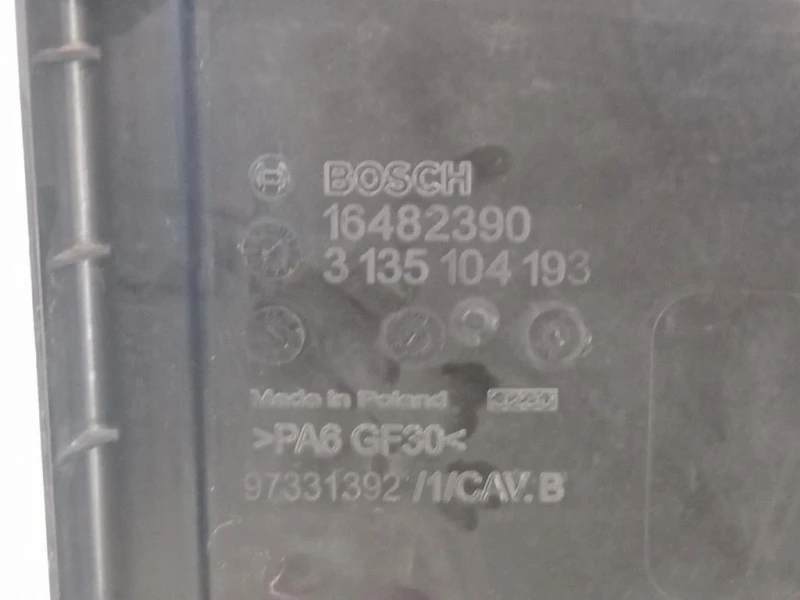 BOSCH
16482390
3 135 104 193
Made in Poland
>PA6 GF30<
97331392 /1/CAV. B